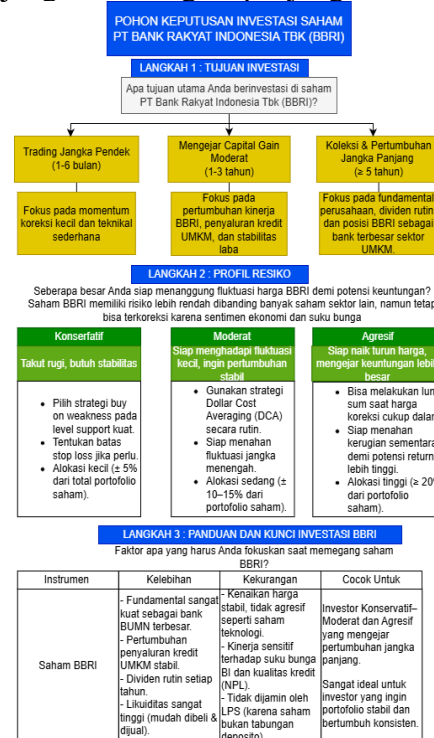 POHON KEPUTUSAN INVESTASI SAHAM
PT BANK RAKYAT INDONESIA TBK (BBRI)
LANGKAH 1 : TUJUAN INVESTASI
Apa tujuan utama Anda berinvestasi di saham
PT Bank Rakyat Indonesia Tbk (BBRI)?
Trading Jangka Pendek
(1-6 bulan)
Mengejar Capital Gain
Moderat
(1-3 tahun)
Koleksi & Pertumbuhan
Jangka Panjang
(≥ 5 tahun)
Fokus pada momentum
koreksi kecil dan teknikal
sederhana
Fokus pada
pertumbuhan kinerja
BBRI, penyaluran kredit
UMKM, dan stabilitas
laba
Fokus pada fundamental
perusahaan, dividen rutin
dan posisi BBRI sebagai
bank terbesar sektor
UMKM.
LANGKAH 2 : PROFIL RESIKO
Seberapa besar Anda siap menanggung fluktuasi harga BBRI demi potensi keuntungan?
Saham BBRI memiliki risiko lebih rendah dibanding banyak saham sektor lain, namun tetap
bisa terkoreksi karena sentimen ekonomi dan suku bunga
Konserfatif
Takut rugi, butuh stabilitas
Moderat
Siap menghadapi fluktuasi
kecil, ingin pertumbuhan
stabil
Agresif
Siap naik turun harga,
mengejar keuntungan lebih
besar
• Pilih strategi buy
on weakness pada
level support kuat.
• Tentukan batas
stop loss jika perlu.
• Alokasi kecil (± 5%
dari total portofolio
saham).
• Gunakan strategi
Dollar Cost
Averaging (DCA)
secara rutin.
• Siap menahan
fluktuasi jangka
menengah.
• Alokasi sedang (±
10–15% dari
portofolio saham).
• Bisa melakukan
sum saat harga
koreksi cukup
• Siap menahan
kerugian sementara
demi potensi return
lebih tinggi.
• Alokasi tinggi (≥ 20%
dari portofolio
saham).
LANGKAH 3 : PANDUAN DAN KUNCI INVESTASI BBRI
Faktor apa yang harus Anda fokuskan saat memegang saham
BBRI?
Instrumen
Kelebihan
Kekurangan
Cocok Untuk
Saham BBRI
- Fundamental sangat
kuat sebagai bank
BUMN terbesar.
- Pertumbuhan
penyaluran kredit
UMKM stabil.
- Dividen rutin setiap
tahun.
- Likuiditas sangat
tinggi (mudah dibeli &
dijual).
- Kenaikan harga
stabil, tidak agresif
seperti saham
teknologi.
- Kinerja sensitif
terhadap suku bunga
BI dan kualitas kredit
(NPL).
- Tidak dijamin oleh
LPS (karena saham
bukan tabungan
deposito).
Investor Konservatif–
Moderat dan Agresif
yang mengejar
pertumbuhan jangka
panjang.
Sangat ideal untuk
investor yang ingin
portofolio stabil dan
bertumbuh konsisten.